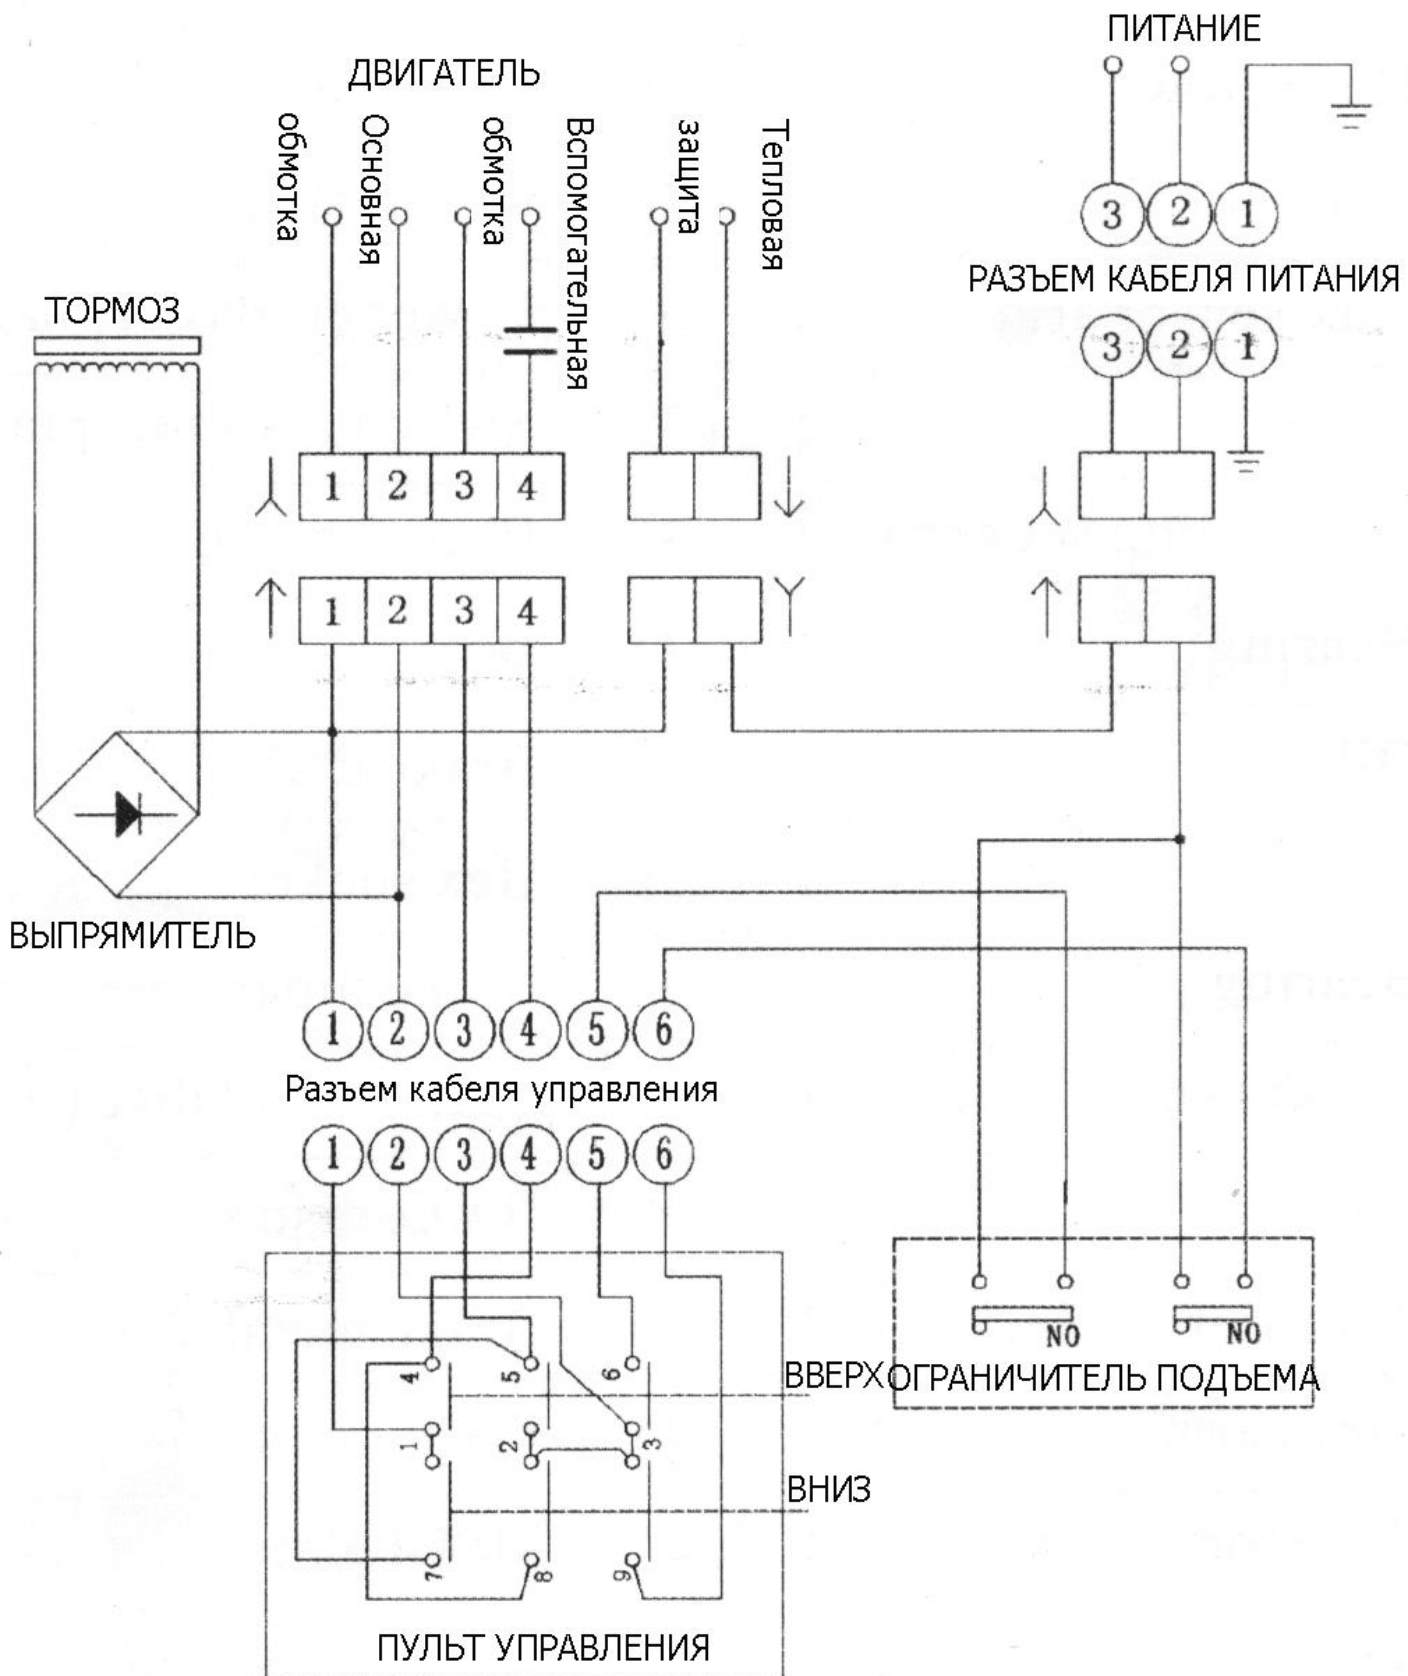 ПИТАНИЕ
ДВИГАТЕЛЬ
обмотка
Основная
обмотка
Вспомогательная
защита
Тепловая
3 2 1
РАЗЪЕМ КАБЕЛЯ ПИТАНИЯ
ТОРМОЗ
3 2 1
1 2 3 4
1 2 3 4
ВЫПРЯМИТЕЛЬ
1 2 3 4 5 6
Разъем кабеля управления
1 2 3 4 5 6
NO NO
4 5 6
ВВЕРХ
ОГРАНИЧИТЕЛЬ ПОДЪЕМА
1 2 3
ВНИЗ
7 8 9
ПУЛЬТ УПРАВЛЕНИЯ